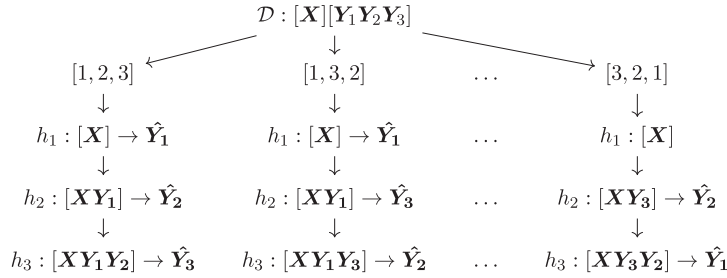 𝒟 : [X][Y₁Y₂Y₃]
[1, 2, 3] [1, 3, 2] … [3, 2, 1]
h₁ : [X] → Ŷ₁ h₁ : [X] → Ŷ₁ … h₁ : [X]
h₂ : [XY₁] → Ŷ₂ h₂ : [XY₁] → Ŷ₃ … h₂ : [XY₃] → Ŷ₂
h₃ : [XY₁Y₂] → Ŷ₃ h₃ : [XY₁Y₃] → Ŷ₂ … h₃ : [XY₃Y₂] → Ŷ₁